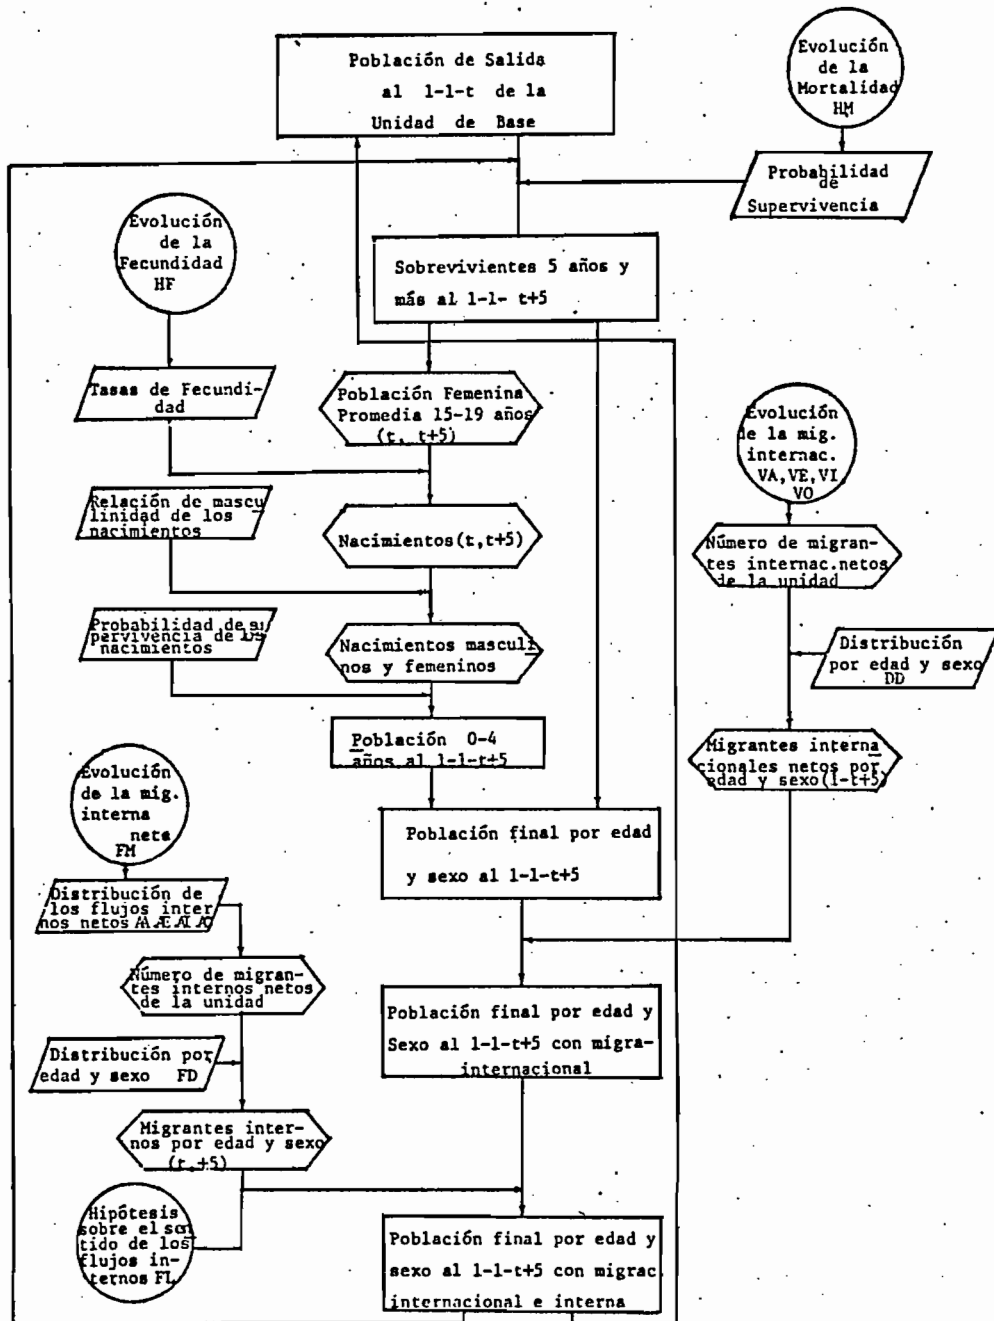 Población de Salida
al 1-1-t de la
Unidad de Base
Evolución
de la
Mortalidad
HM
Probabilidad
de
Supervivencia
Evolución
de la
Fecundidad
HF
Sobrevivientes 5 años y
más al 1-1- t+5
Tasas de Fecundi-
dad
Población Femenina
Promedia 15-19 años
(t, t+5)
Evolución
de la mig.
internac.
VA,VE,VI,
VO
Relación de mascu
linidad de los
nacimientos
Nacimientos(t,t+5)
Número de migran-
tes internac.netos
de la unidad
Probabilidad de su
pervivencia de los
nacimientos
Nacimientos masculi
nos y femeninos
Distribución
por edad y sexo
DD
Población 0-4
años al 1-1-t+5
Migrantes interna
cionales netos por
edad y sexo(1-t+5)
Evolución
de la mig.
interna
neta
FM
Población final por edad
y sexo al 1-1-t+5
Distribución de
los flujos inter
nos netos AA AE AI AO
Número de migran-
tes internos netos
de la unidad
Población final por edad y
Sexo al 1-1-t+5 con migra-
internacional
Distribución por
edad y sexo FD
Migrantes inter-
nos por edad y sexo
(t,+5)
Hipótesis
sobre el sen
tido de los
flujos in-
ternos FL
Población final por edad y
sexo al 1-1-t+5 con migrac
internacional e interna